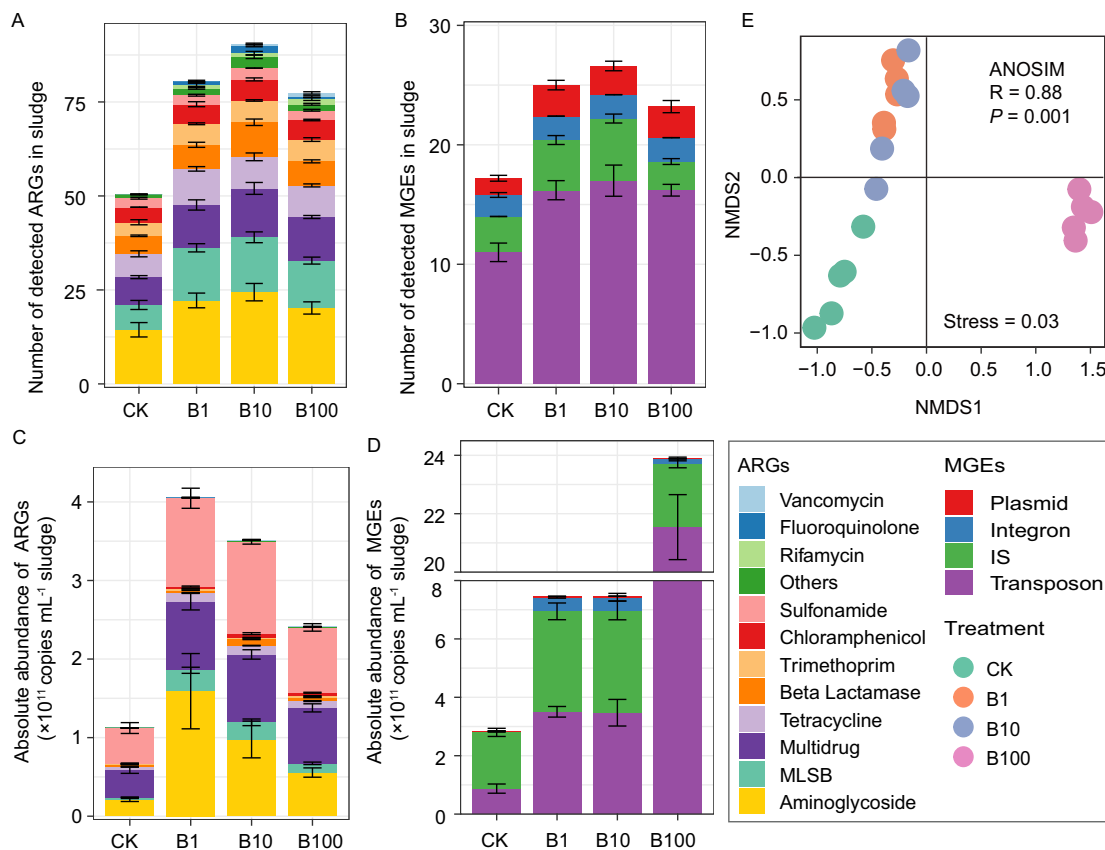 A
Number of detected ARGs in sludge
75
50
25
0
CK B1 B10 B100
B
Number of detected MGEs in sludge
30
20
10
0
CK B1 B10 B100
E
NMDS2
0.5
0.0
−0.5
−1.0
ANOSIM
R = 0.88
P = 0.001
Stress = 0.03
−1.0 −0.5 0.0 0.5 1.0 1.5
NMDS1
C
Absolute abundance of ARGs
(×10¹¹ copies mL⁻¹ sludge)
4
3
2
1
0
CK B1 B10 B100
D
Absolute abundance of MGEs
(×10¹¹ copies mL⁻¹ sludge)
24
22
20
8
6
4
2
0
CK B1 B10 B100
ARGs
Vancomycin
Fluoroquinolone
Rifamycin
Others
Sulfonamide
Chloramphenicol
Trimethoprim
Beta Lactamase
Tetracycline
Multidrug
MLSB
Aminoglycoside
MGEs
Plasmid
Integron
IS
Transposon
Treatment
CK
B1
B10
B100